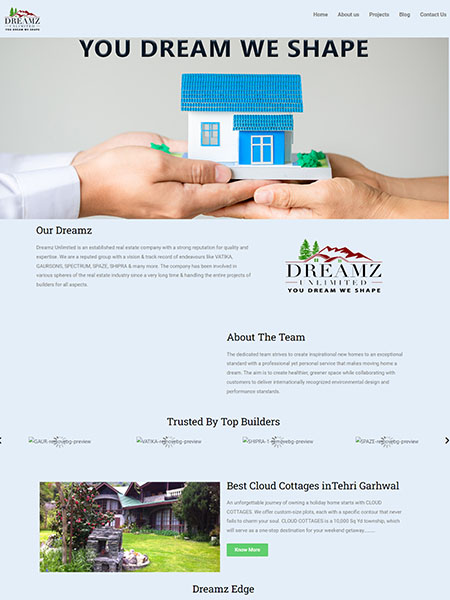 DREAMZ
UNLIMITED
YOU DREAM WE SHAPE
Home About us Projects Blog Contact Us
YOU DREAM WE SHAPE
Our Dreamz
Dreamz Unlimited is an established real estate company with a strong reputation for quality and
expertise. We are a reputed group with a vision & track record of endeavours like VATIKA,
GAURSONS, SPECTRUM, SPAZE, SHIPRA & many more. The company has been involved in
various spheres of the real estate industry since a very long time & handling the entire projects of
builders for all aspects.
DREAMZ
UNLIMITED
YOU DREAM WE SHAPE
About The Team
The dedicated team strives to create inspirational new homes to an exceptional
standard with a professional yet personal service that makes moving home a
dream. The aim is to create healthier, greener space while collaborating with
customers to deliver internationally recognized environmental design and
performance standards.
Trusted By Top Builders
GAUR-removebg-preview VATIKA-removebg-preview SHIPRA-1-removebg-preview SPAZE-removebg-preview
Best Cloud Cottages inTehri Garhwal
An unforgettable journey of owning a holiday home starts with CLOUD
COTTAGES. We offer custom-size plots, each with a specific contour that never
fails to charm your soul. CLOUD COTTAGES is a 10,000 Sq Yd township, which
will serve as a one-stop destination for your weekend getaway.........
Know More
Dreamz Edge